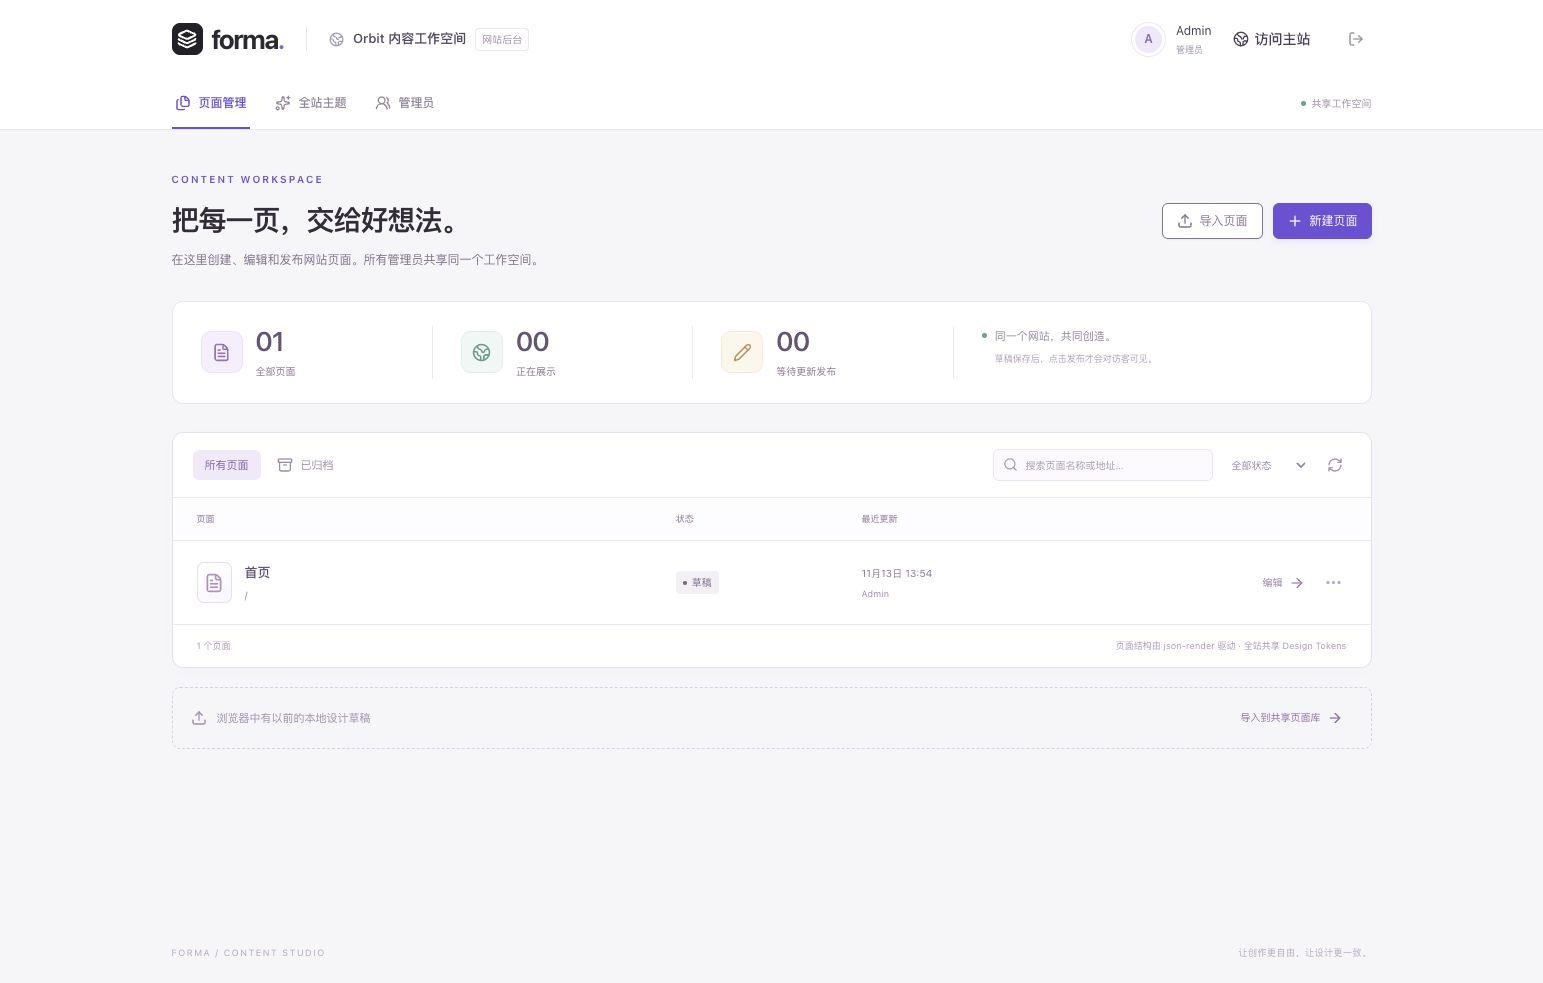 forma.
Orbit 内容工作空间
网站后台
A
Admin
管理员
访问主站
页面管理
全站主题
管理员
共享工作空间
CONTENT WORKSPACE
把每一页，交给好想法。
在这里创建、编辑和发布网站页面。所有管理员共享同一个工作空间。
导入页面
新建页面
01
全部页面
00
正在展示
00
等待更新发布
同一个网站，共同创造。
草稿保存后，点击发布才会对访客可见。
所有页面
已归档
搜索页面名称或地址...
全部状态
页面
状态
最近更新
首页
/
草稿
11月13日 13:54
Admin
编辑
1 个页面
页面结构由 json-render 驱动 · 全站共享 Design Tokens
浏览器中有以前的本地设计草稿
导入到共享页面库
FORMA / CONTENT STUDIO
让创作更自由，让设计更一致。